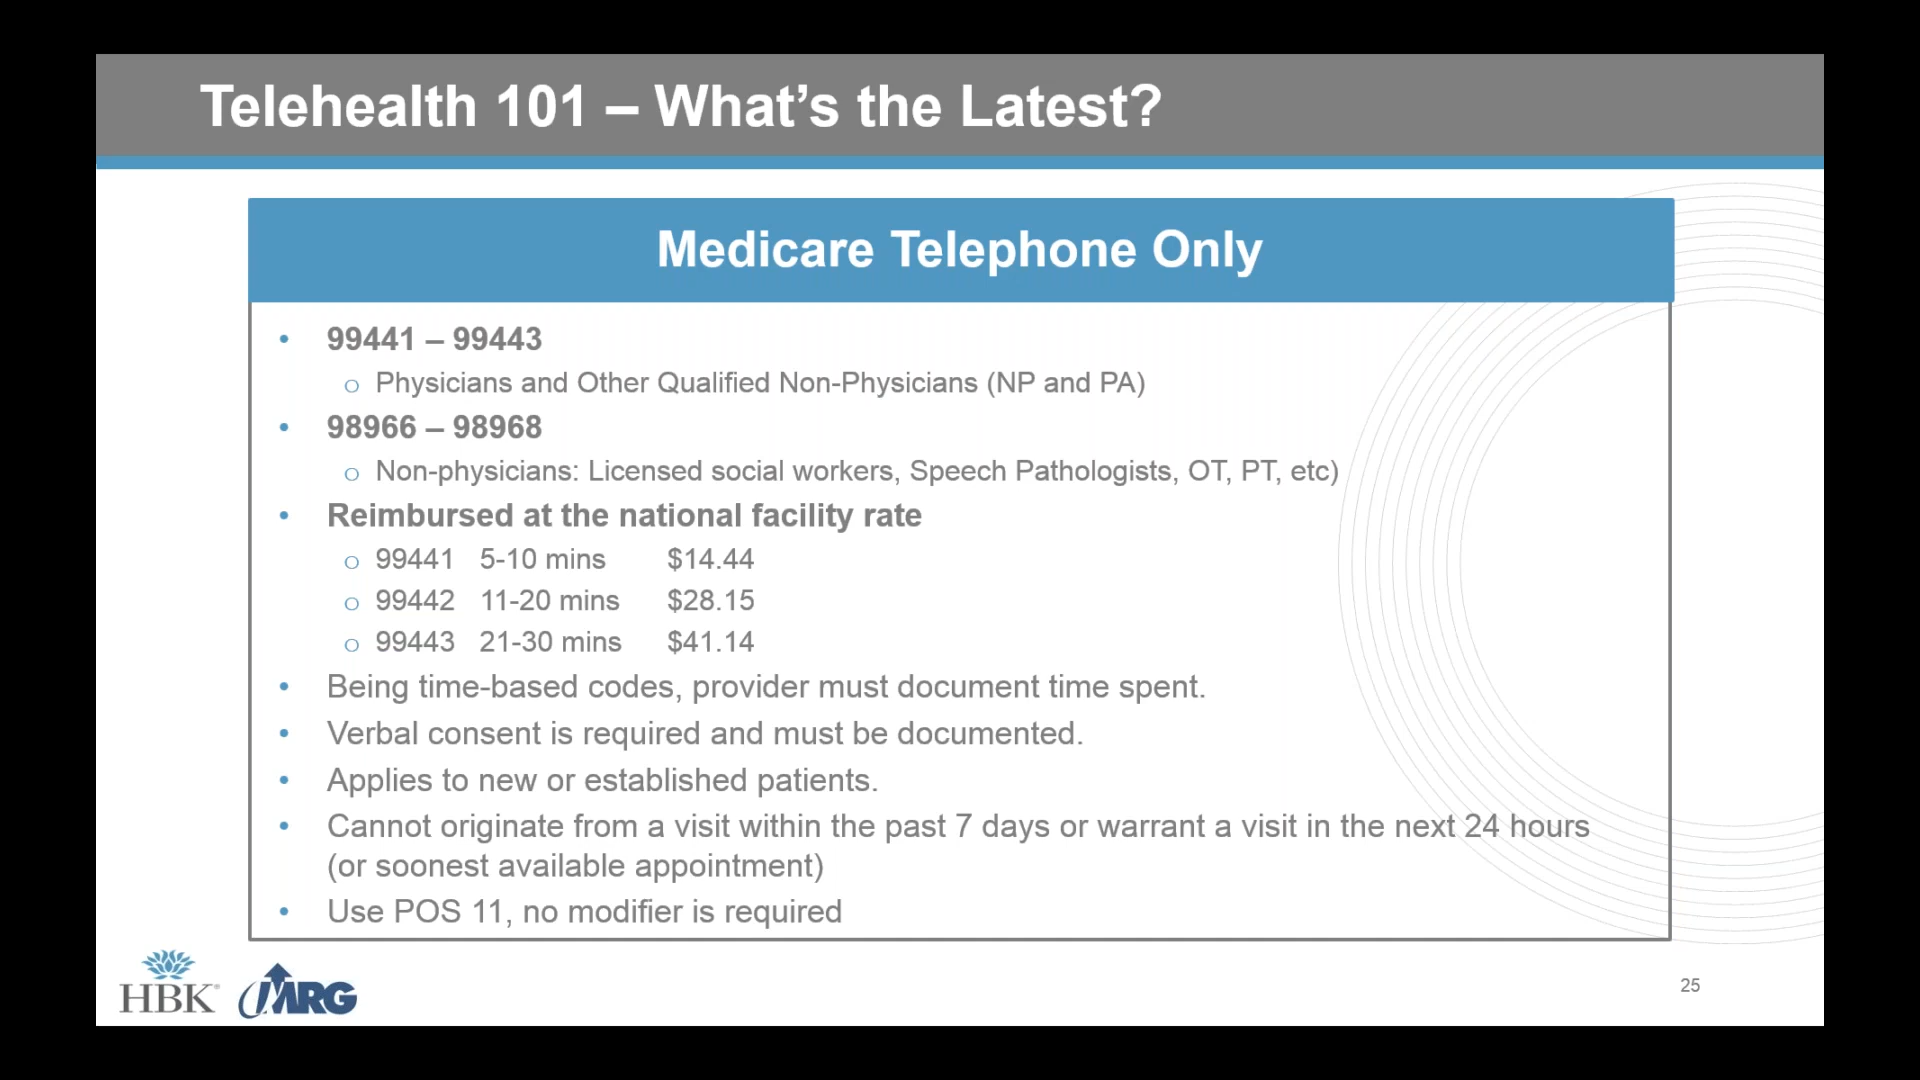 Telehealth 101 – What’s the Latest?
Medicare Telephone Only
• 99441 – 99443
o Physicians and Other Qualified Non-Physicians (NP and PA)
• 98966 – 98968
o Non-physicians: Licensed social workers, Speech Pathologists, OT, PT, etc)
• Reimbursed at the national facility rate
o 99441 5-10 mins $14.44
o 99442 11-20 mins $28.15
o 99443 21-30 mins $41.14
• Being time-based codes, provider must document time spent.
• Verbal consent is required and must be documented.
• Applies to new or established patients.
• Cannot originate from a visit within the past 7 days or warrant a visit in the next 24 hours
(or soonest available appointment)
• Use POS 11, no modifier is required
HBK® MRG
25